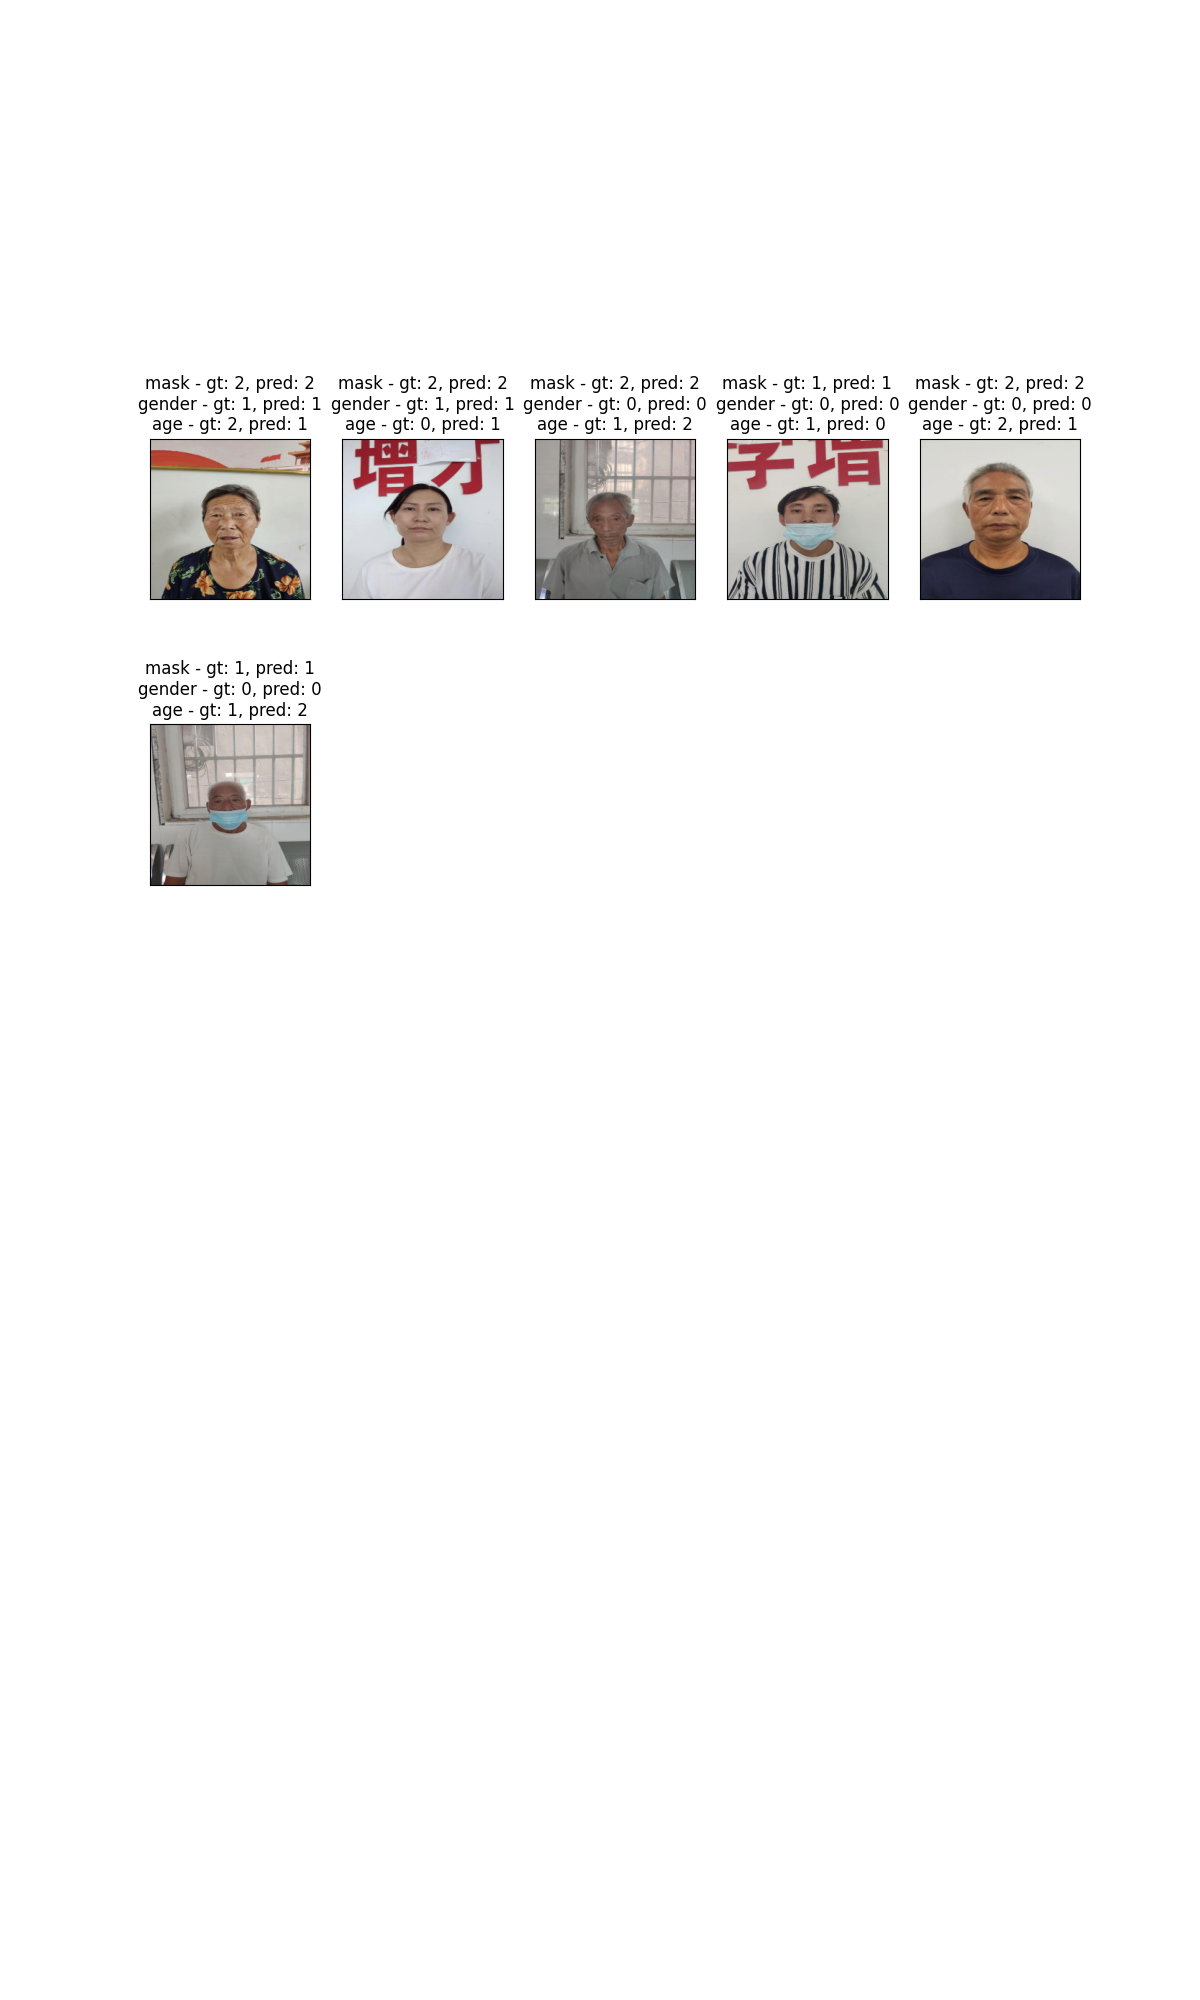 mask - gt: 2, pred: 2
gender - gt: 1, pred: 1
age - gt: 2, pred: 1
mask - gt: 2, pred: 2
gender - gt: 1, pred: 1
age - gt: 0, pred: 1
增才
mask - gt: 2, pred: 2
gender - gt: 0, pred: 0
age - gt: 1, pred: 2
mask - gt: 1, pred: 1
gender - gt: 0, pred: 0
age - gt: 1, pred: 0
增
mask - gt: 2, pred: 2
gender - gt: 0, pred: 0
age - gt: 2, pred: 1
mask - gt: 1, pred: 1
gender - gt: 0, pred: 0
age - gt: 1, pred: 2